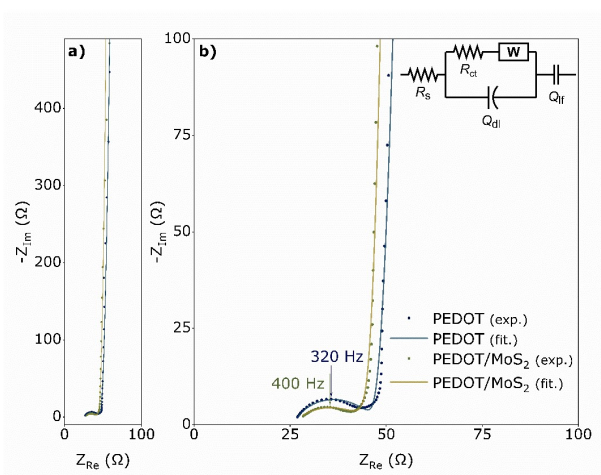 a)
-Z_Im (Ω)
400
300
200
100
0
0
100
Z_Re (Ω)
b)
-Z_Im (Ω)
100
75
50
25
0
0
25
50
75
100
Z_Re (Ω)
R_s
R_ct
W
Q_dl
Q_lf
320 Hz
400 Hz
PEDOT (exp.)
PEDOT (fit.)
PEDOT/MoS₂ (exp.)
PEDOT/MoS₂ (fit.)